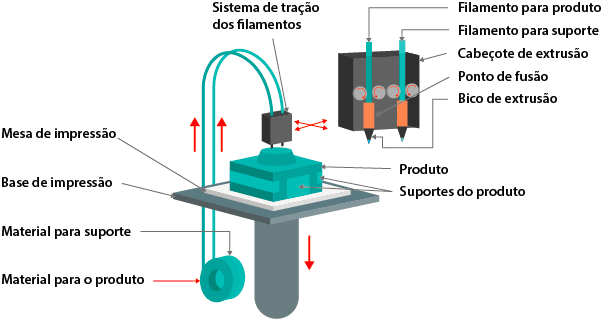 Sistema de tração
dos filamentos
Filamento para produto
Filamento para suporte
Cabeçote de extrusão
Ponto de fusão
Bico de extrusão
Mesa de impressão
Base de impressão
Produto
Suportes do produto
Material para suporte
Material para o produto